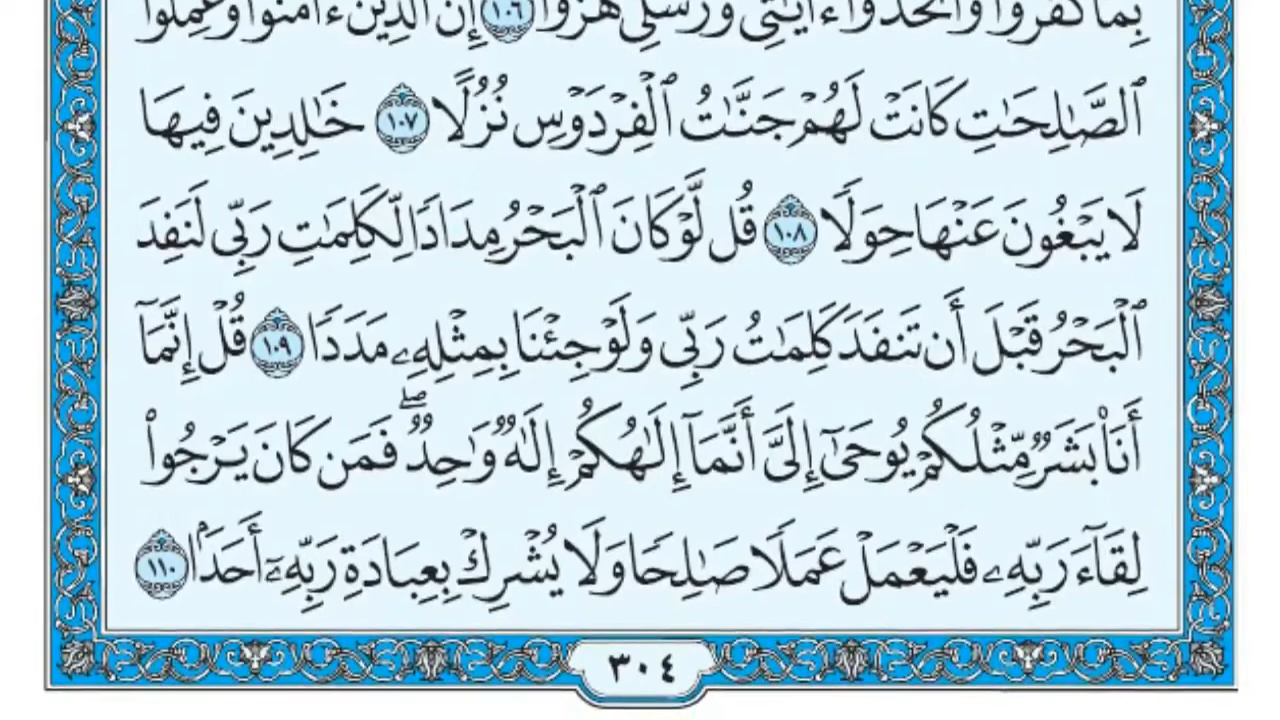 بِمَا كَفَرُوا۟ وَٱتَّخَذُوٓا۟ ءَايَـٰتِى وَرُسُلِى هُزُوًا ١٠٦ إِنَّ ٱلَّذِينَ ءَامَنُوا۟ وَعَمِلُوا۟
ٱلصَّـٰلِحَـٰتِ كَانَتْ لَهُمْ جَنَّـٰتُ ٱلْفِرْدَوْسِ نُزُلًا ١٠٧ خَـٰلِدِينَ فِيهَا
لَا يَبْغُونَ عَنْهَا حِوَلًا ١٠٨ قُل لَّوْ كَانَ ٱلْبَحْرُ مِدَادًا لِّكَلِمَـٰتِ رَبِّى لَنَفِدَ
ٱلْبَحْرُ قَبْلَ أَن تَنفَدَ كَلِمَـٰتُ رَبِّى وَلَوْ جِئْنَا بِمِثْلِهِۦ مَدَدًا ١٠٩ قُلْ إِنَّمَآ
أَنَا۠ بَشَرٌ مِّثْلُكُمْ يُوحَىٰٓ إِلَىَّ أَنَّمَآ إِلَـٰهُكُمْ إِلَـٰهٌ وَٰحِدٌ ۖ فَمَن كَانَ يَرْجُوا۟
لِقَآءَ رَبِّهِۦ فَلْيَعْمَلْ عَمَلًا صَـٰلِحًا وَلَا يُشْرِكْ بِعِبَادَةِ رَبِّهِۦٓ أَحَدًۢا ١١٠
٣٠٤